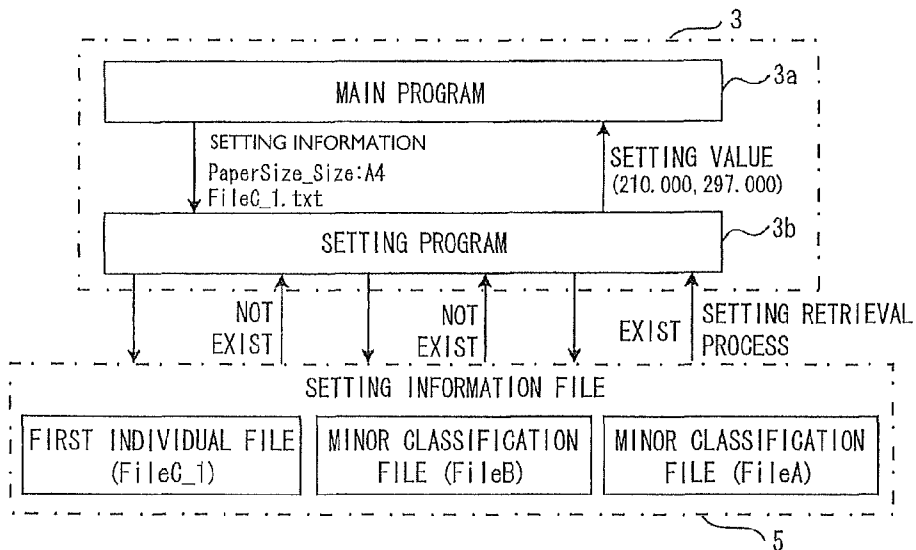 3
MAIN PROGRAM
3a
SETTING INFORMATION
PaperSize_Size:A4
FileC_1.txt
SETTING VALUE
(210.000, 297.000)
SETTING PROGRAM
3b
NOT
EXIST
NOT
EXIST
EXIST
SETTING RETRIEVAL
PROCESS
SETTING INFORMATION FILE
FIRST INDIVIDUAL FILE
(FileC_1)
MINOR CLASSIFICATION
FILE (FileB)
MINOR CLASSIFICATION
FILE (FileA)
5